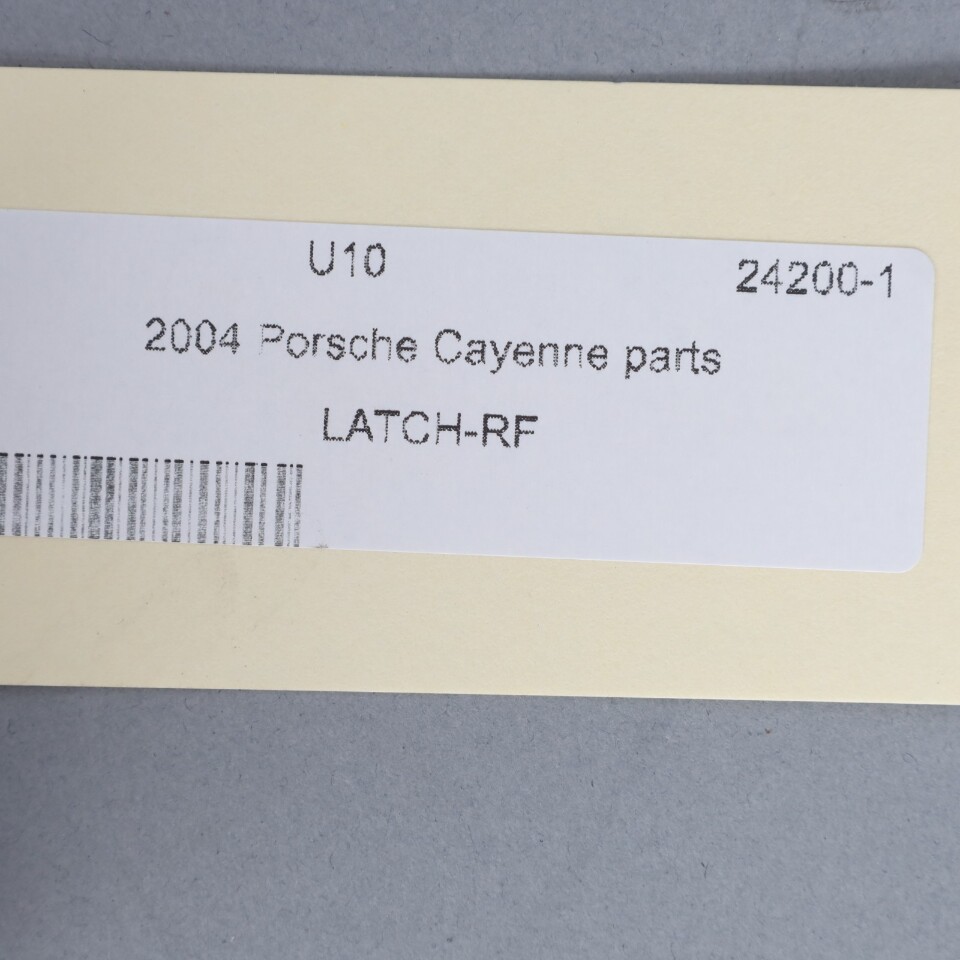 U10 24200-1
2004 Porsche Cayenne parts
LATCH-RF